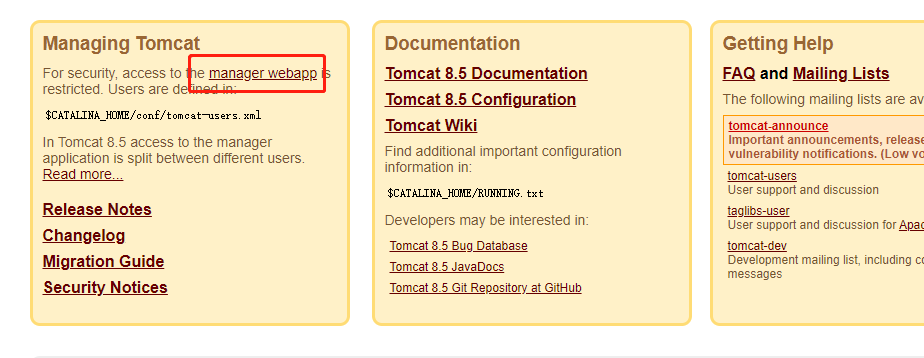 Managing Tomcat
For security, access to the manager webapp is
restricted. Users are defined in:
$CATALINA_HOME/conf/tomcat-users.xml
In Tomcat 8.5 access to the manager
application is split between different users.
Read more...
Release Notes
Changelog
Migration Guide
Security Notices
Documentation
Tomcat 8.5 Documentation
Tomcat 8.5 Configuration
Tomcat Wiki
Find additional important configuration
information in:
$CATALINA_HOME/RUNNING.txt
Developers may be interested in:
Tomcat 8.5 Bug Database
Tomcat 8.5 JavaDocs
Tomcat 8.5 Git Repository at GitHub
Getting Help
FAQ and Mailing Lists
The following mailing lists are
tomcat-announce
Important announcements,
vulnerability notifications. (Low
tomcat-users
User support and discussion
taglibs-user
User support and discussion for
tomcat-dev
Development mailing list, including
messages